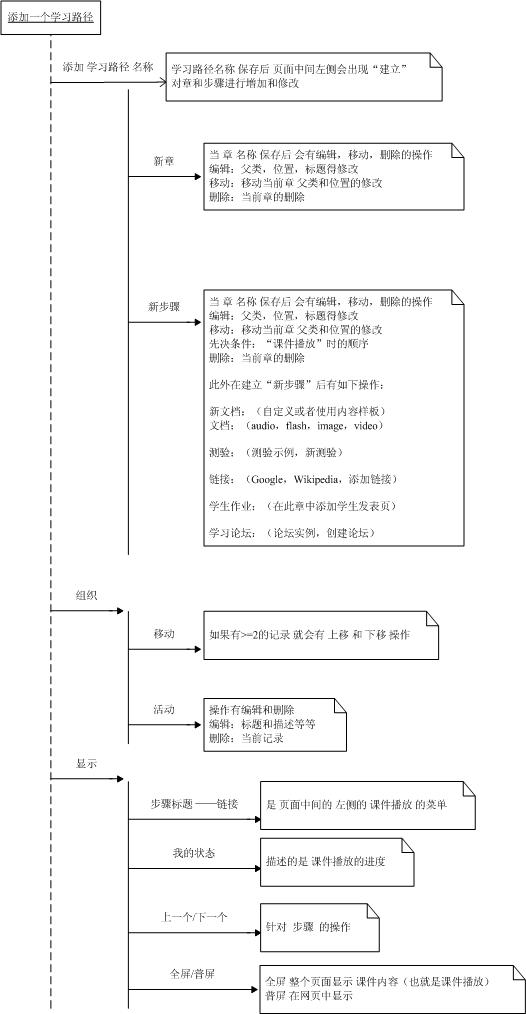 添加一个学习路径
添加 学习路径 名称
学习路径名称 保存后 页面中间左侧会出现“建立”
对章和步骤进行增加和修改
新章
当 章 名称 保存后 会有编辑，移动，删除的操作
编辑：父类，位置，标题得修改
移动：移动当前章 父类和位置的修改
删除：当前章的删除
新步骤
当 章 名称 保存后 会有编辑，移动，删除的操作
编辑：父类，位置，标题得修改
移动：移动当前章 父类和位置的修改
先决条件：“课件播放”时的顺序
删除：当前章的删除
此外在建立“新步骤”后有如下操作：
新文档：（自定义或者使用内容样板）
文档：（audio，flash，image，video）
测验：（测验示例，新测验）
链接：（Google，Wikipedia，添加链接）
学生作业：（在此章中添加学生发表页）
学习论坛：（论坛实例，创建论坛）
组织
移动
如果有>=2的记录 就会有 上移 和 下移 操作
活动
操作有编辑和删除
编辑：标题和描述等等
删除：当前记录
显示
步骤标题 ——链接
是 页面中间的 左侧的 课件播放 的菜单
我的状态
描述的是 课件播放的进度
上一个/下一个
针对 步骤 的操作
全屏/普屏
全屏 整个页面显示 课件内容（也就是课件播放）
普屏 在网页中显示